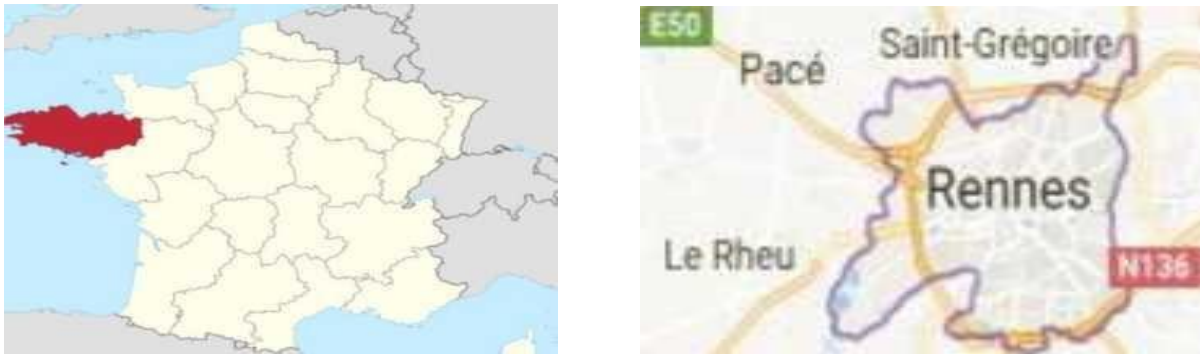 E50
Saint-Grégoire
Pacé
Rennes
Le Rheu
N136